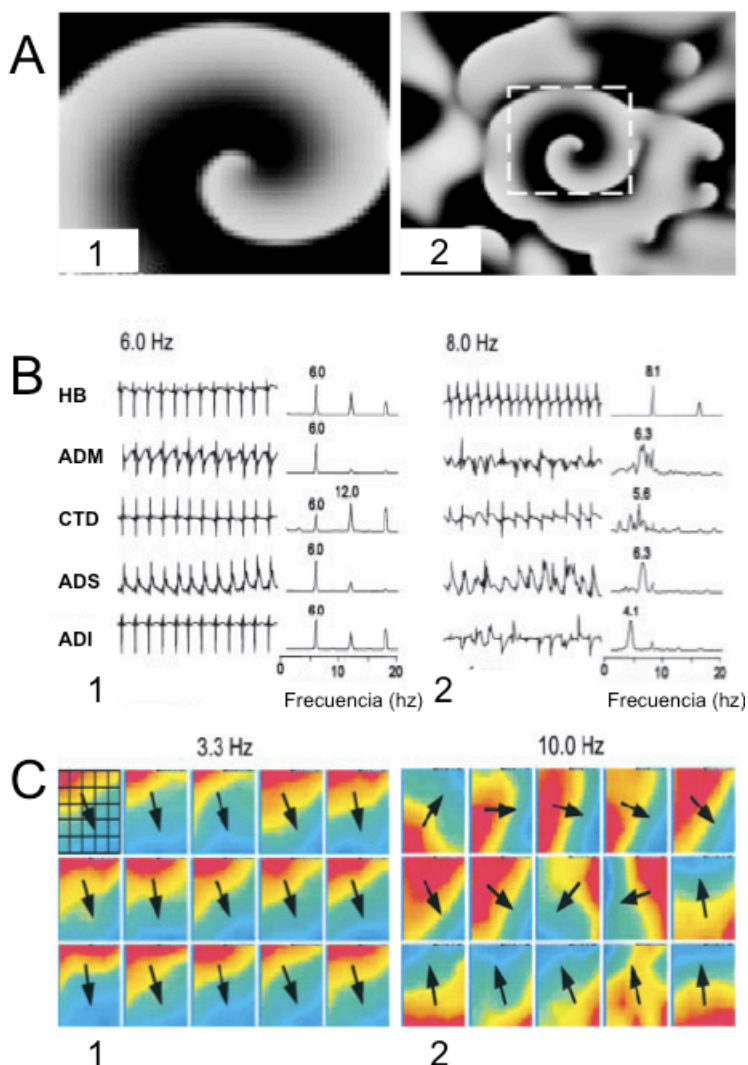 A
1
2
B
6.0 Hz
8.0 Hz
HB
6.0
8.1
ADM
6.0
6.3
CTD
6.0
12.0
5.6
ADS
6.0
6.3
ADI
6.0
4.1
0 10 20
0 10 20
1
Frecuencia (hz)
2
Frecuencia (hz)
C
3.3 Hz
10.0 Hz
1
2